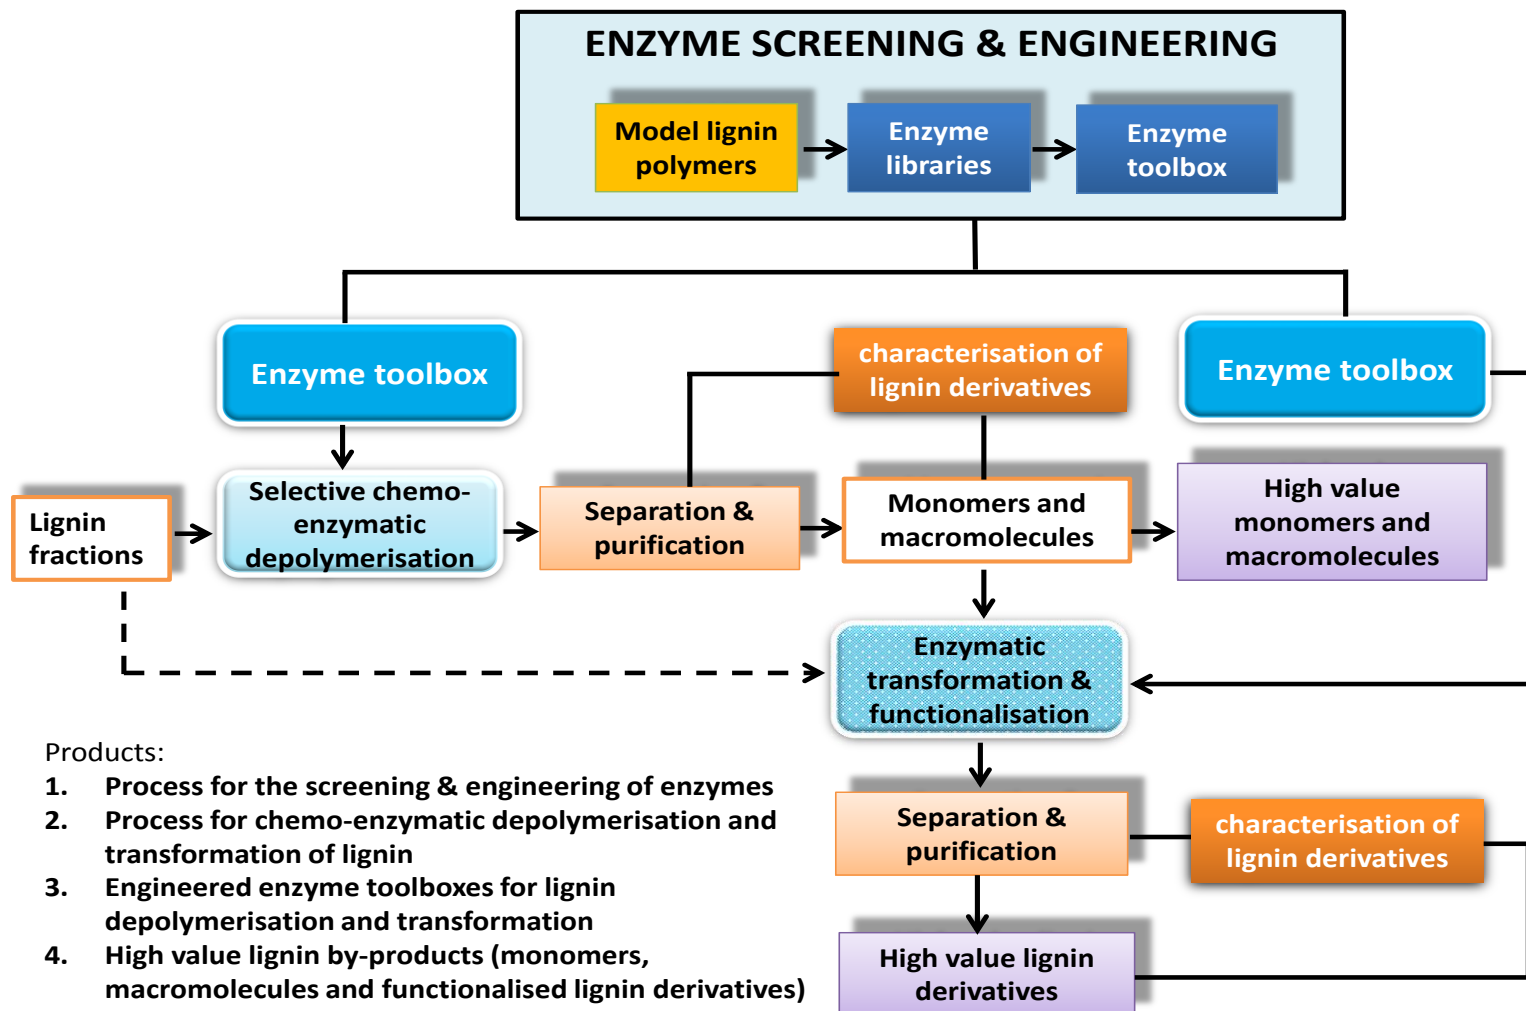 ENZYME SCREENING & ENGINEERING
Model lignin
polymers
Enzyme
libraries
Enzyme
toolbox
Enzyme toolbox
characterisation of
lignin derivatives
Enzyme toolbox
Lignin
fractions
Selective chemo-
enzymatic
depolymerisation
Separation &
purification
Monomers and
macromolecules
High value
monomers and
macromolecules
Enzymatic
transformation &
functionalisation
Separation &
purification
characterisation of
lignin derivatives
High value lignin
derivatives
Products:
1. Process for the screening & engineering of enzymes
2. Process for chemo-enzymatic depolymerisation and
transformation of lignin
3. Engineered enzyme toolboxes for lignin
depolymerisation and transformation
4. High value lignin by-products (monomers,
macromolecules and functionalised lignin derivatives)